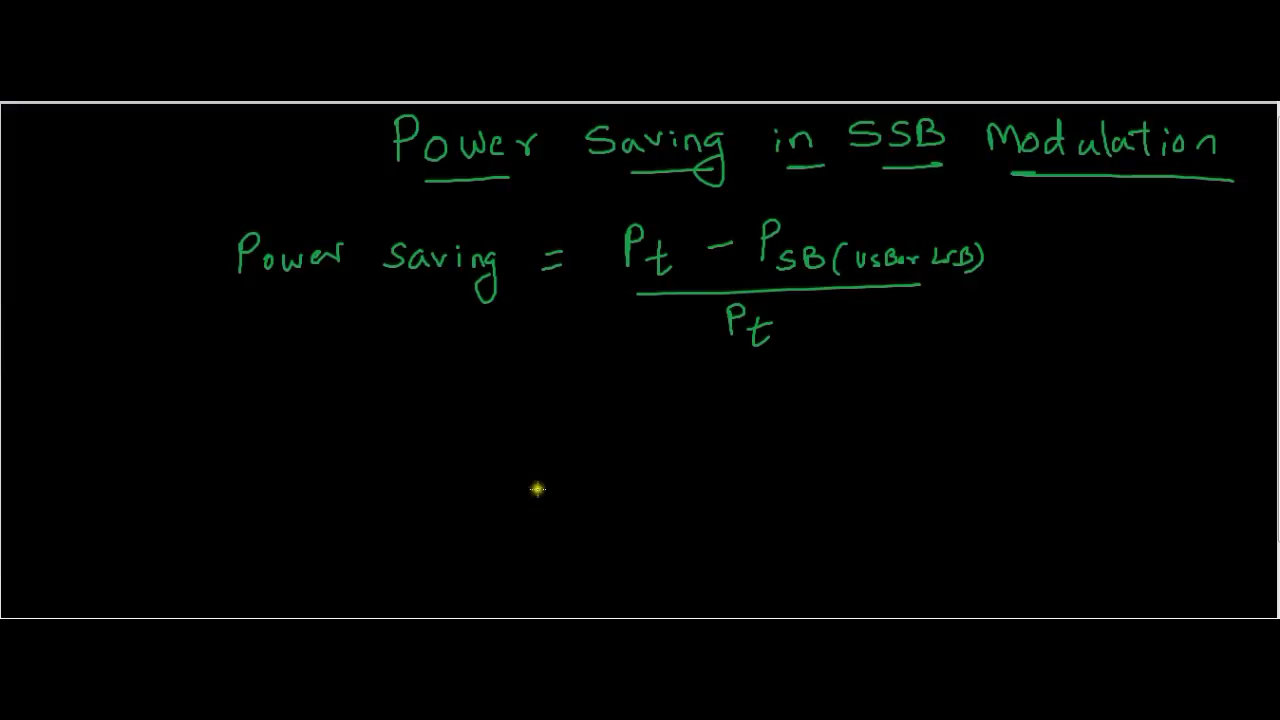 Power Saving in SSB Modulation
Power saving = Pt - PSB(USB or LSB)
Pt